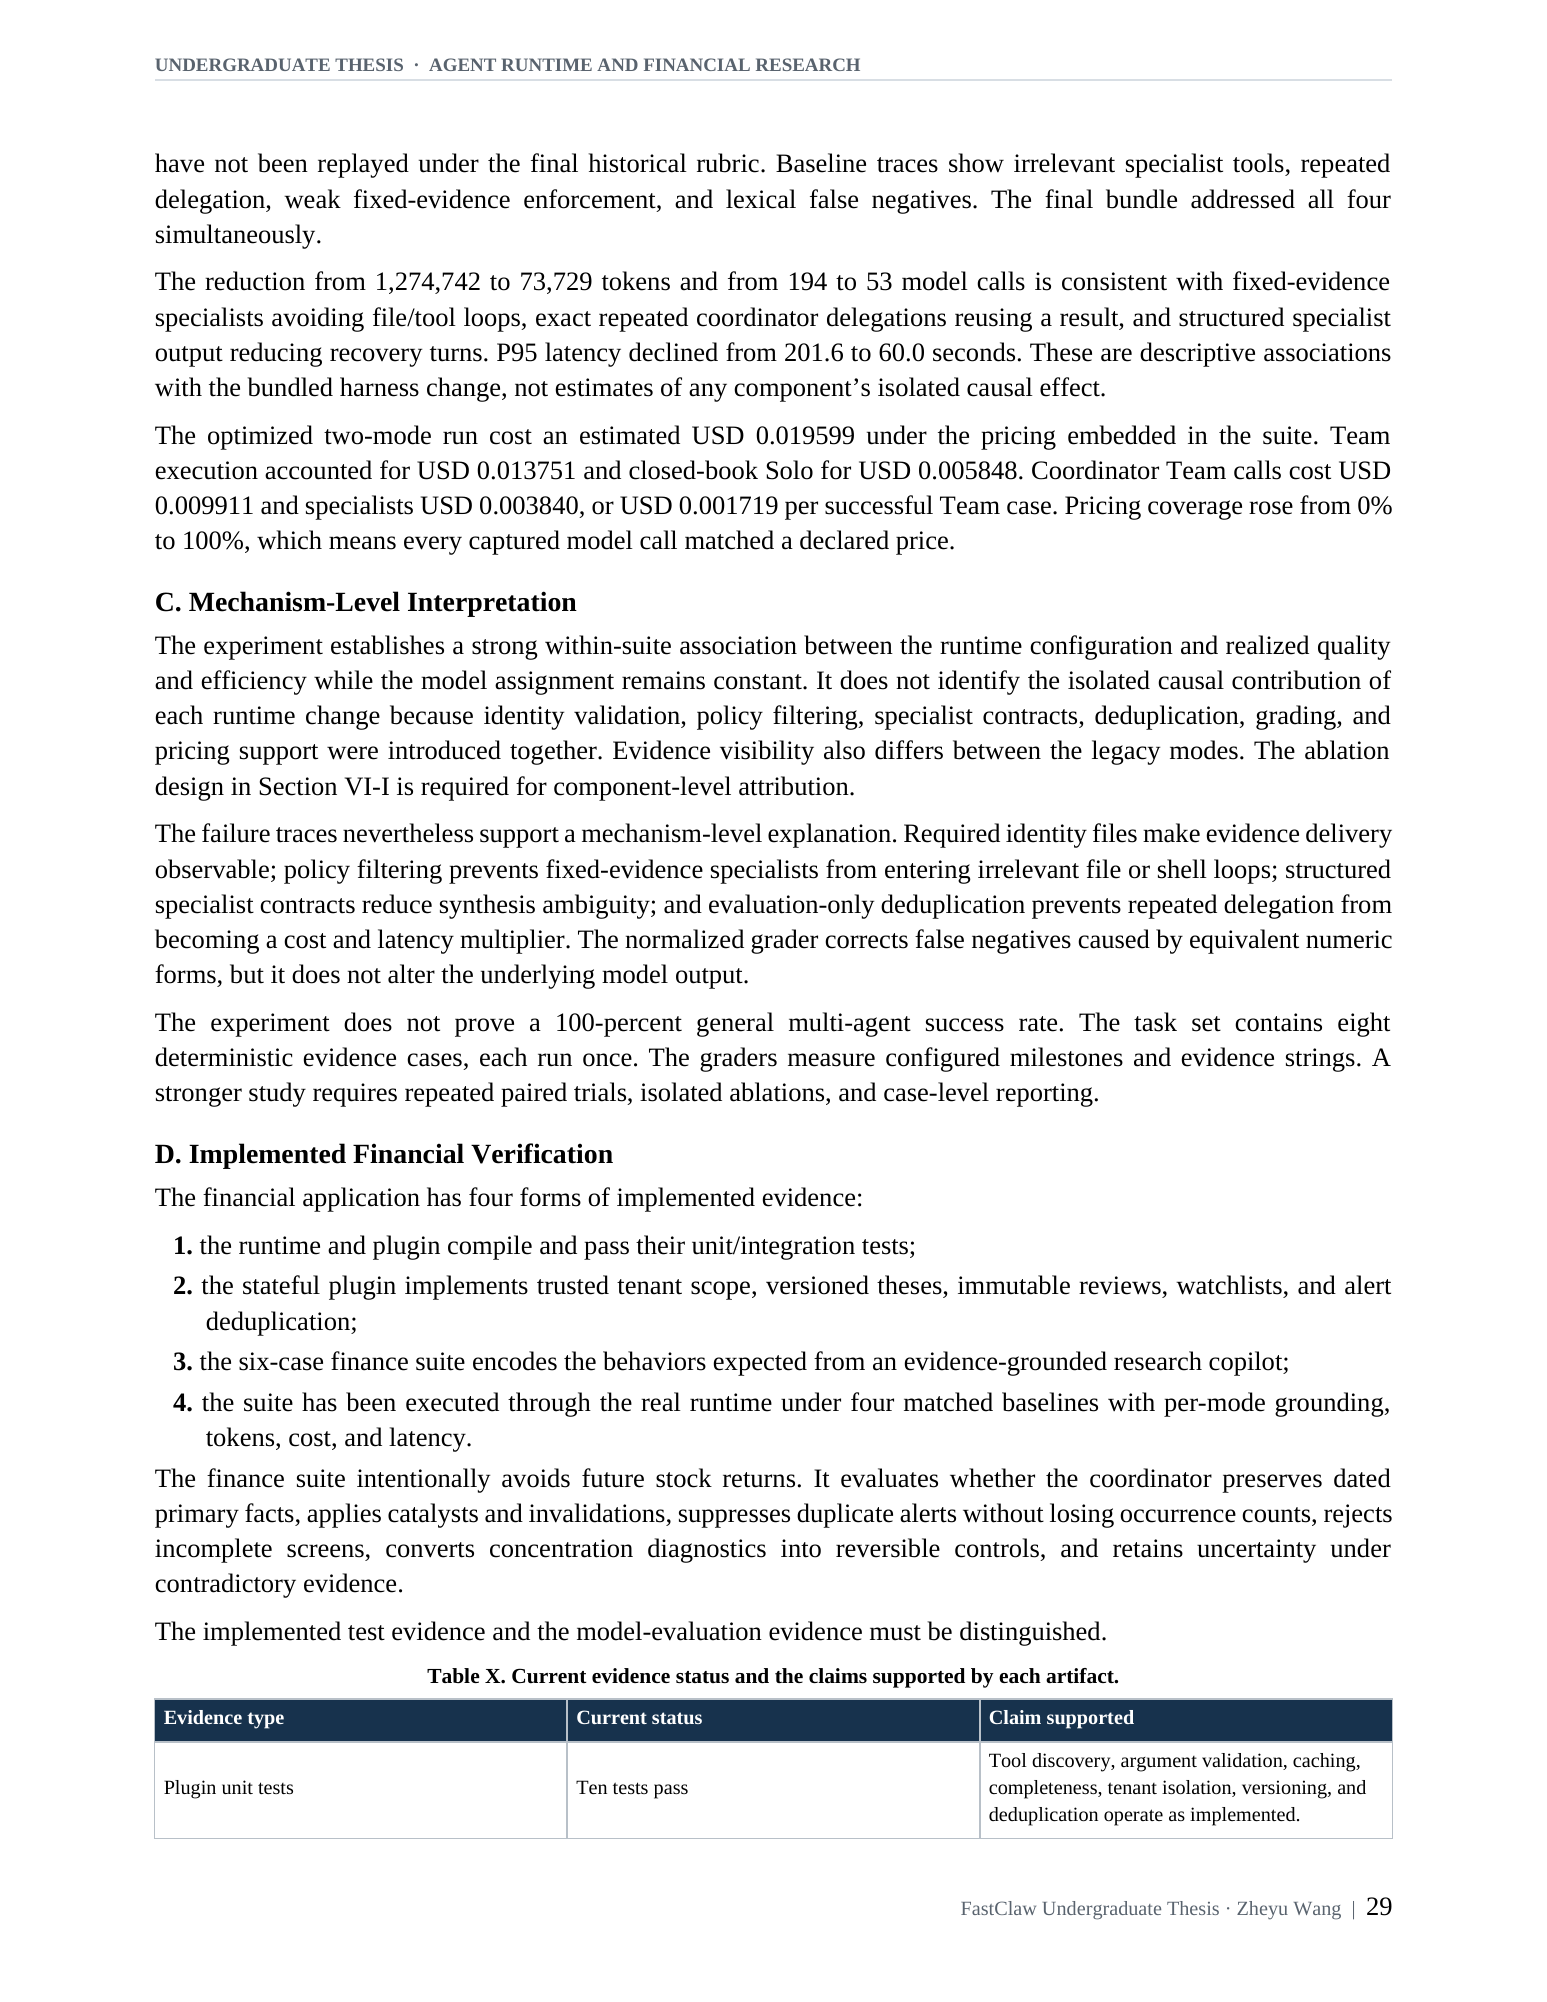 UNDERGRADUATE THESIS · AGENT RUNTIME AND FINANCIAL RESEARCH
have not been replayed under the final historical rubric. Baseline traces show irrelevant specialist tools, repeated
delegation, weak fixed-evidence enforcement, and lexical false negatives. The final bundle addressed all four
simultaneously.
The reduction from 1,274,742 to 73,729 tokens and from 194 to 53 model calls is consistent with fixed-evidence
specialists avoiding file/tool loops, exact repeated coordinator delegations reusing a result, and structured specialist
output reducing recovery turns. P95 latency declined from 201.6 to 60.0 seconds. These are descriptive associations
with the bundled harness change, not estimates of any component’s isolated causal effect.
The optimized two-mode run cost an estimated USD 0.019599 under the pricing embedded in the suite. Team
execution accounted for USD 0.013751 and closed-book Solo for USD 0.005848. Coordinator Team calls cost USD
0.009911 and specialists USD 0.003840, or USD 0.001719 per successful Team case. Pricing coverage rose from 0%
to 100%, which means every captured model call matched a declared price.
C. Mechanism-Level Interpretation
The experiment establishes a strong within-suite association between the runtime configuration and realized quality
and efficiency while the model assignment remains constant. It does not identify the isolated causal contribution of
each runtime change because identity validation, policy filtering, specialist contracts, deduplication, grading, and
pricing support were introduced together. Evidence visibility also differs between the legacy modes. The ablation
design in Section VI-I is required for component-level attribution.
The failure traces nevertheless support a mechanism-level explanation. Required identity files make evidence delivery
observable; policy filtering prevents fixed-evidence specialists from entering irrelevant file or shell loops; structured
specialist contracts reduce synthesis ambiguity; and evaluation-only deduplication prevents repeated delegation from
becoming a cost and latency multiplier. The normalized grader corrects false negatives caused by equivalent numeric
forms, but it does not alter the underlying model output.
The experiment does not prove a 100-percent general multi-agent success rate. The task set contains eight
deterministic evidence cases, each run once. The graders measure configured milestones and evidence strings. A
stronger study requires repeated paired trials, isolated ablations, and case-level reporting.
D. Implemented Financial Verification
The financial application has four forms of implemented evidence:
1. the runtime and plugin compile and pass their unit/integration tests;
2. the stateful plugin implements trusted tenant scope, versioned theses, immutable reviews, watchlists, and alert
deduplication;
3. the six-case finance suite encodes the behaviors expected from an evidence-grounded research copilot;
4. the suite has been executed through the real runtime under four matched baselines with per-mode grounding,
tokens, cost, and latency.
The finance suite intentionally avoids future stock returns. It evaluates whether the coordinator preserves dated
primary facts, applies catalysts and invalidations, suppresses duplicate alerts without losing occurrence counts, rejects
incomplete screens, converts concentration diagnostics into reversible controls, and retains uncertainty under
contradictory evidence.
The implemented test evidence and the model-evaluation evidence must be distinguished.
Table X. Current evidence status and the claims supported by each artifact.
Evidence type Current status Claim supported
Plugin unit tests Ten tests pass Tool discovery, argument validation, caching,
completeness, tenant isolation, versioning, and
deduplication operate as implemented.
FastClaw Undergraduate Thesis · Zheyu Wang | 29